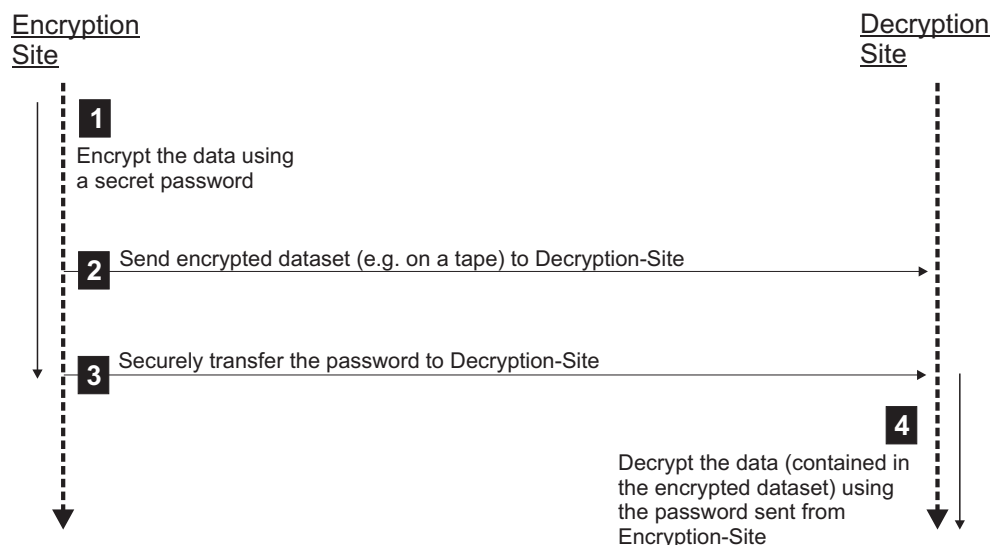 Encryption
Site
Decryption
Site
1
Encrypt the data using
a secret password
2
Send encrypted dataset (e.g. on a tape) to Decryption-Site
3
Securely transfer the password to Decryption-Site
4
Decrypt the data (contained in
the encrypted dataset) using
the password sent from
Encryption-Site